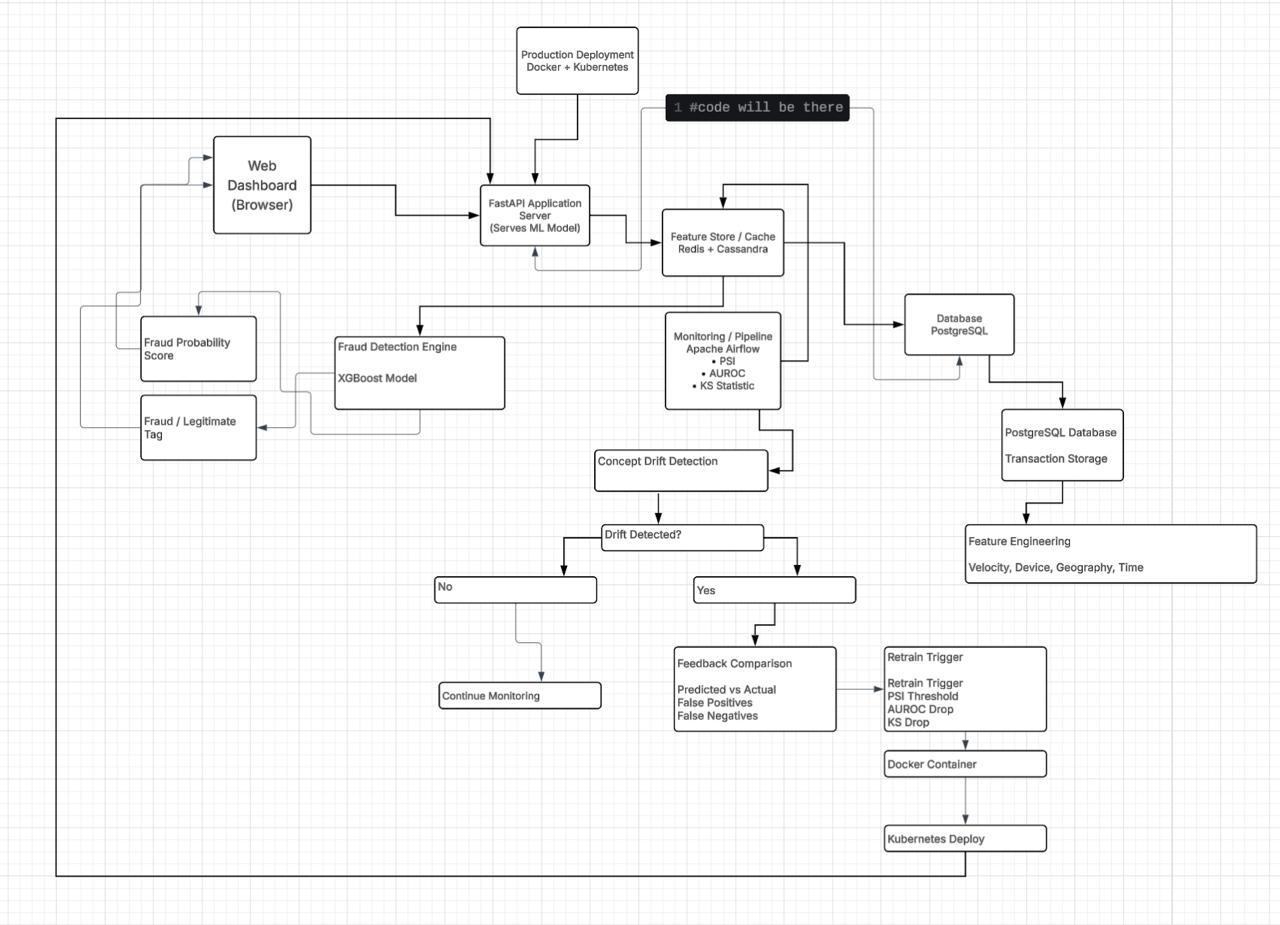 Production Deployment
Docker + Kubernetes
1 #code will be there
Web
Dashboard
(Browser)
FastAPI Application
Server
(Serves ML Model)
Feature Store / Cache
Redis + Cassandra
Database
PostgreSQL
Fraud Probability
Score
Fraud Detection Engine
XGBoost Model
Monitoring / Pipeline
Apache Airflow
• PSI
• AUROC
• KS Statistic
Fraud / Legitimate
Tag
PostgreSQL Database
Transaction Storage
Concept Drift Detection
Drift Detected?
Feature Engineering
Velocity, Device, Geography, Time
No
Yes
Feedback Comparison
Predicted vs Actual
False Positives
False Negatives
Retrain Trigger
Retrain Trigger
PSI Threshold
AUROC Drop
KS Drop
Continue Monitoring
Docker Container
Kubernetes Deploy